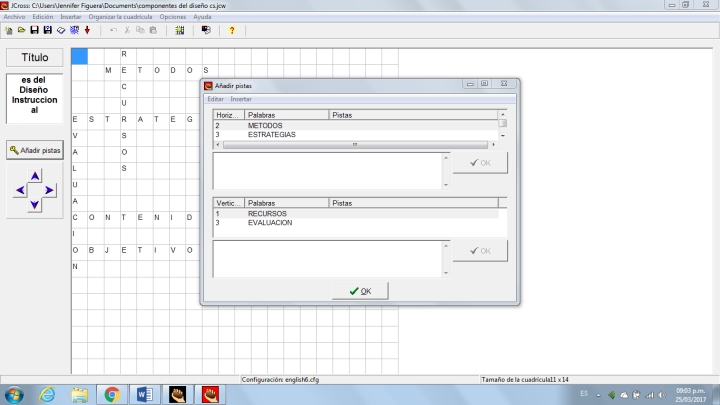 JCross: C:\Users\Jennifer Figuera\Documents\componentes del diseño cs.jcw
Archivo Edición Insertar Organizar la cuadrícula Opciones Ayuda
Título
es del
Diseño
Instruccion
al
Añadir pistas
R
M E T O D O S
C
U
E S T R A T E G
V S
A O
L S
U
A
C O N T E N I D
I
O B J E T I V O
N
Añadir pistas
Editar Insertar
Horiz... Palabras Pistas
2 METODOS
3 ESTRATEGIAS
OK
Vertic... Palabras Pistas
1 RECURSOS
3 EVALUACION
OK
OK
Configuración: english6.cfg
Tamaño de la cuadrícula11 x 14
ES
09:03 p.m.
25/03/2017